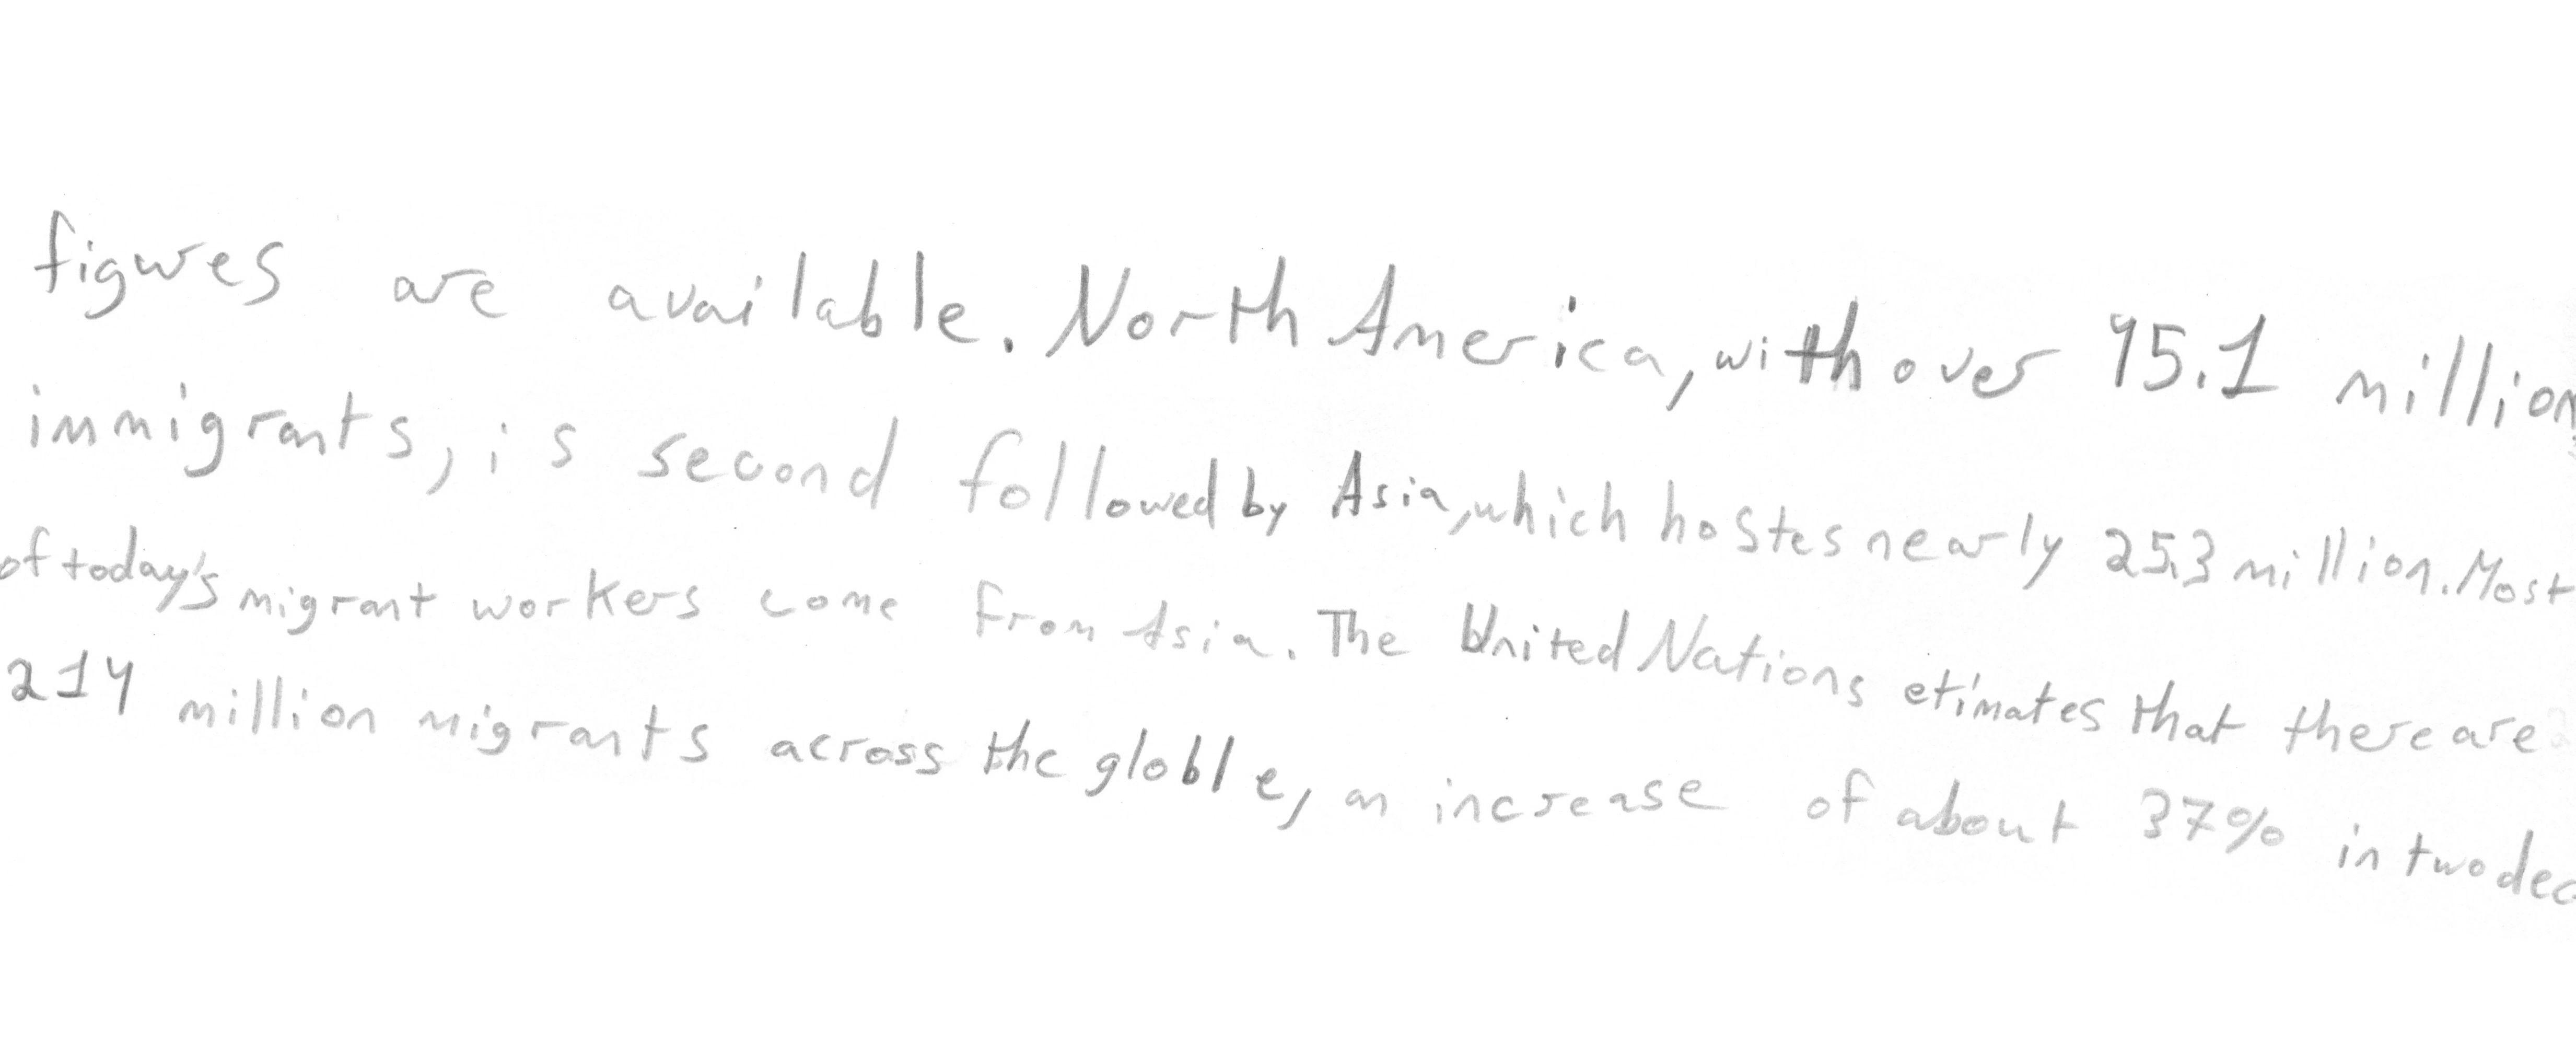 figures are available. North America, with over 45.1 million
immigrants, is second followed by Asia, which hostes nearly 25.3 million. Most
of today's migrant workers come from Asia. The United Nations etimates that there are
214 million migrants across the globle, an increase of about 37% in two dec